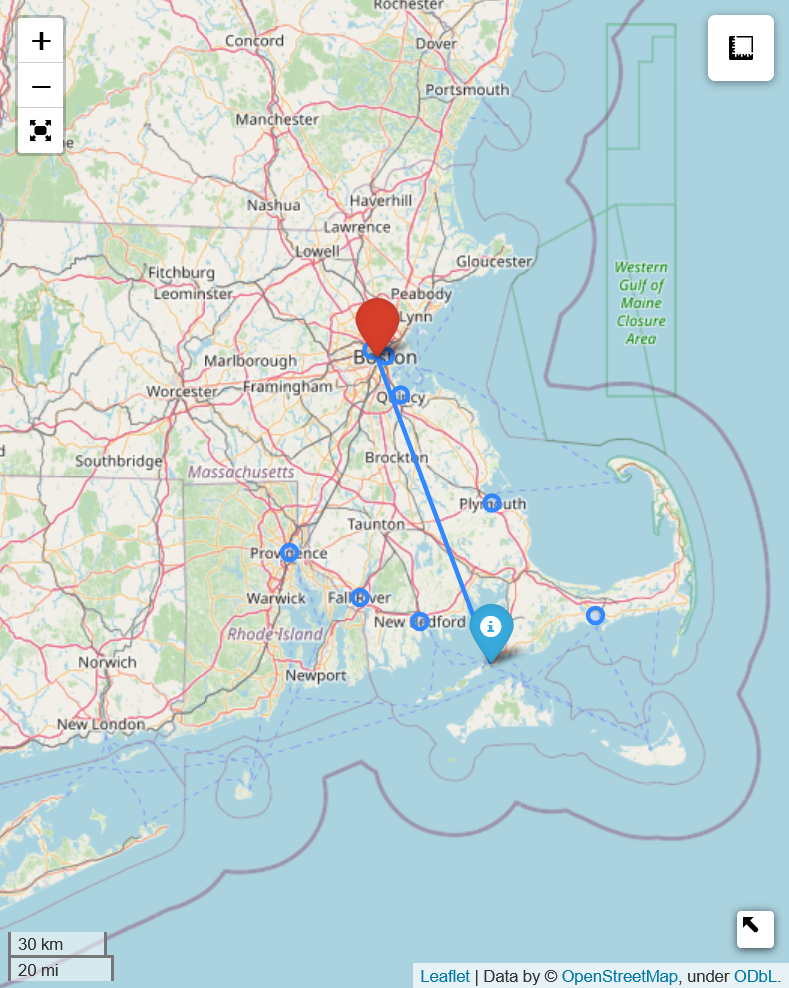 Rochester
Concord
Dover
+
−
Portsmouth
Manchester
Nashua
Haverhill
Lawrence
Lowell
Gloucester
Western
Gulf of
Maine
Closure
Area
Fitchburg
Leominster
Peabody
Lynn
Boston
Marlborough
Framingham
Worcester
Quincy
Brockton
Southbridge
Massachusetts
Plymouth
Taunton
Providence
Warwick
Fall River
New Bedford
Rhode Island
Norwich
Newport
New London
30 km
20 mi
Leaflet | Data by © OpenStreetMap, under ODbL.